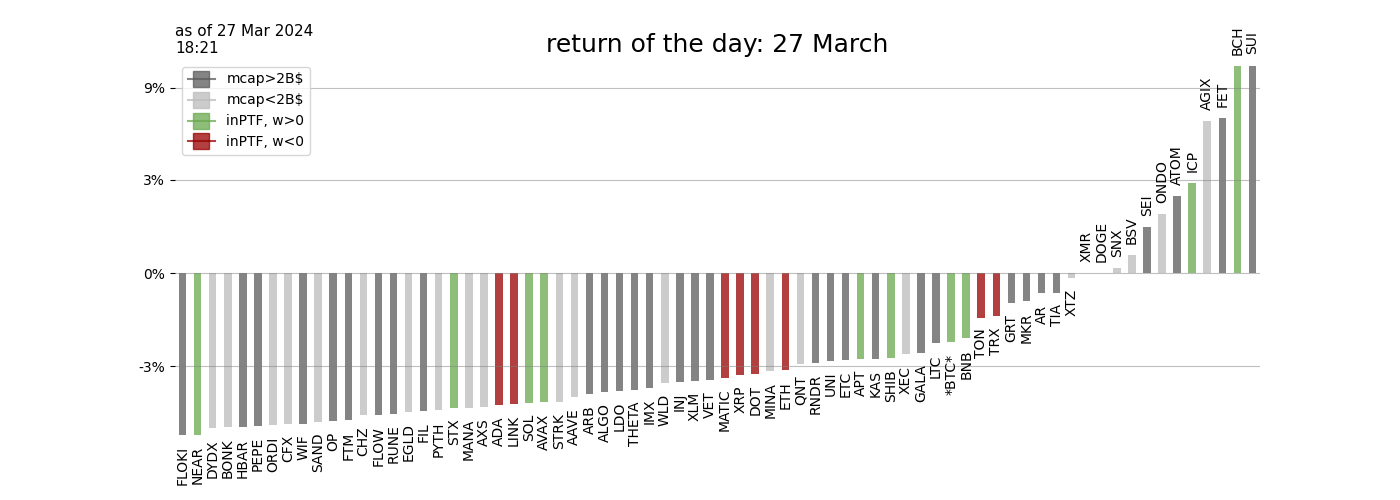 as of 27 Mar 2024
18:21
return of the day: 27 March
mcap>2B$
mcap<2B$
inPTF, w>0
inPTF, w<0
9%
3%
0%
-3%
FLOKI
NEAR
DYDX
BONK
HBAR
PEPE
ORDI
CFX
WIF
SAND
OP
FTM
CHZ
FLOW
RUNE
EGLD
FIL
PYTH
STX
MANA
AXS
ADA
LINK
SOL
AVAX
STRK
AAVE
ARB
ALGO
LDO
THETA
IMX
WLD
INJ
XLM
VET
MATIC
XRP
DOT
MINA
ETH
QNT
RNDR
UNI
ETC
APT
KAS
SHIB
XEC
GALA
LTC
*BTC*
BNB
TON
TRX
GRT
MKR
AR
TIA
XTZ
XMR
DOGE
SNX
BSV
SEI
ONDO
ATOM
ICP
AGIX
FET
BCH
SUI